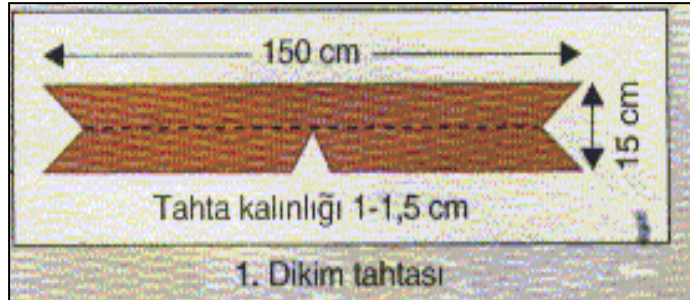 150 cm
15 cm
Tahta kalınlığı 1-1,5 cm
1. Dikim tahtası